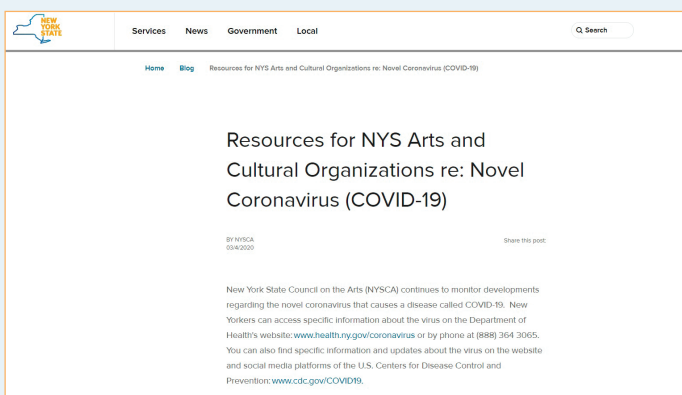 NEW
YORK
STATE
Services News Government Local
Search
Home Blog Resources for NYS Arts and Cultural Organizations re: Novel Coronavirus (COVID-19)
Resources for NYS Arts and
Cultural Organizations re: Novel
Coronavirus (COVID-19)
BY NYSCA
03/4/2020
Share this post:
New York State Council on the Arts (NYSCA) continues to monitor developments
regarding the novel coronavirus that causes a disease called COVID-19. New
Yorkers can access specific information about the virus on the Department of
Health's website: www.health.ny.gov/coronavirus or by phone at (888) 364 3065.
You can also find specific information and updates about the virus on the website
and social media platforms of the U.S. Centers for Disease Control and
Prevention: www.cdc.gov/COVID19.